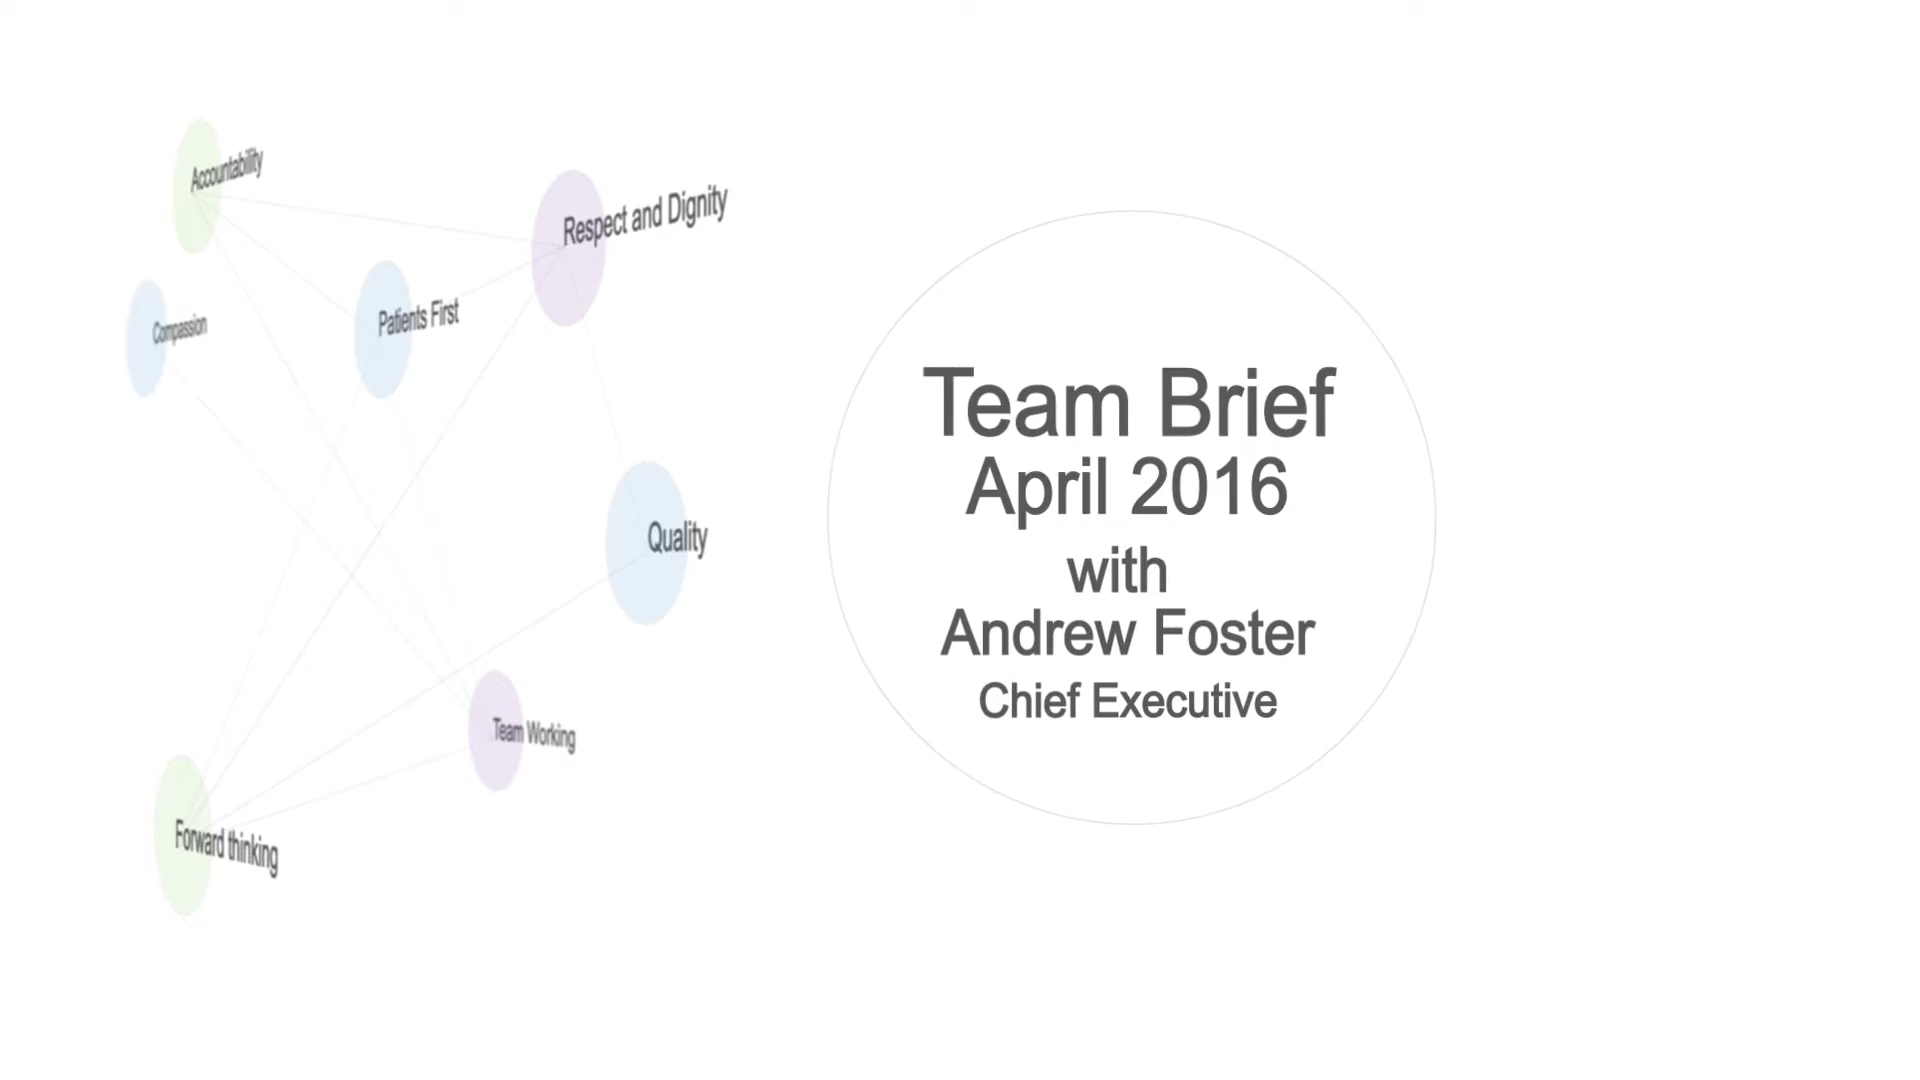 Accountability
Respect and Dignity
Compassion
Patients First
Quality
Team Working
Forward thinking
Team Brief
April 2016
with
Andrew Foster
Chief Executive